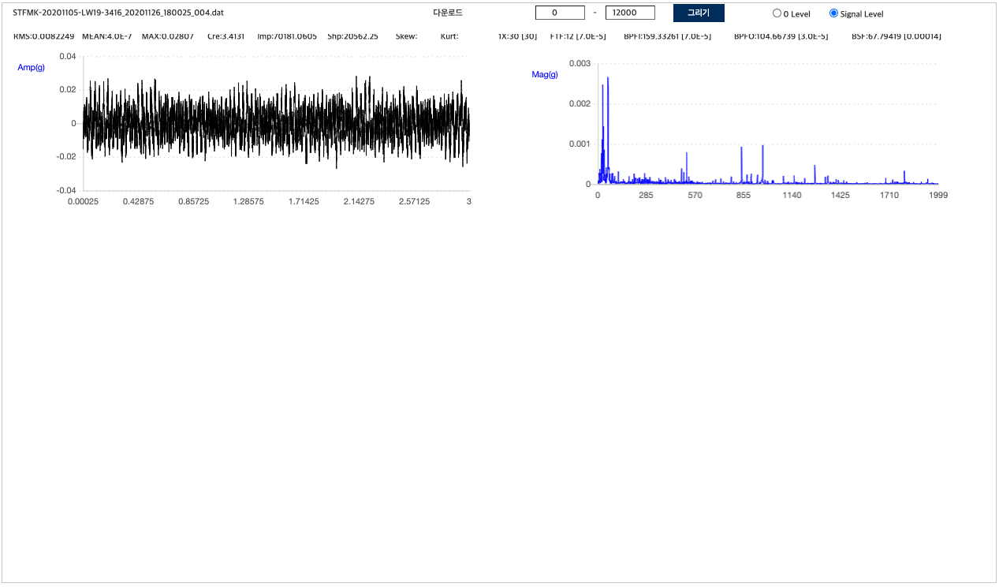 STFMK-20201105-LW19-3416_20201126_180025_004.dat 다운로드 0 - 12000 그리기 0 Level Signal Level
RMS:0.0082249 MEAN:4.0E-7 MAX:0.02807 Cre:3.4131 Imp:70181.0605 Shp:20562.25 Skew: Kurt: 1X:30 [30] FTF:12 [7.0E-5] BPFI:159.33261 [7.0E-5] BPFO:104.66739 [3.0E-5] BSF:67.79419 [0.00014]
Amp(g)
0.04
0.02
0
-0.02
-0.04
0.00025 0.42875 0.85725 1.28575 1.71425 2.14275 2.57125 3
Mag(g)
0.003
0.002
0.001
0
0 285 570 855 1140 1425 1710 1999